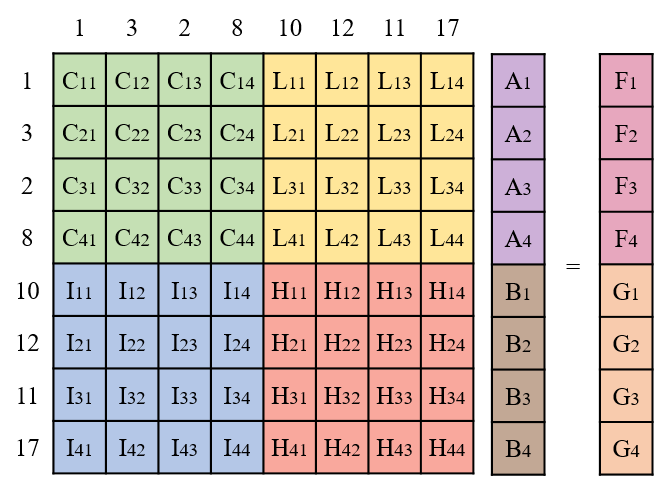 1 3 2 8 10 12 11 17
1 C11 C12 C13 C14 L11 L12 L13 L14 A1 F1
3 C21 C22 C23 C24 L21 L22 L23 L24 A2 F2
2 C31 C32 C33 C34 L31 L32 L33 L34 A3 F3
8 C41 C42 C43 C44 L41 L42 L43 L44 A4 F4
=
10 I11 I12 I13 I14 H11 H12 H13 H14 B1 G1
12 I21 I22 I23 I24 H21 H22 H23 H24 B2 G2
11 I31 I32 I33 I34 H31 H32 H33 H34 B3 G3
17 I41 I42 I43 I44 H41 H42 H43 H44 B4 G4